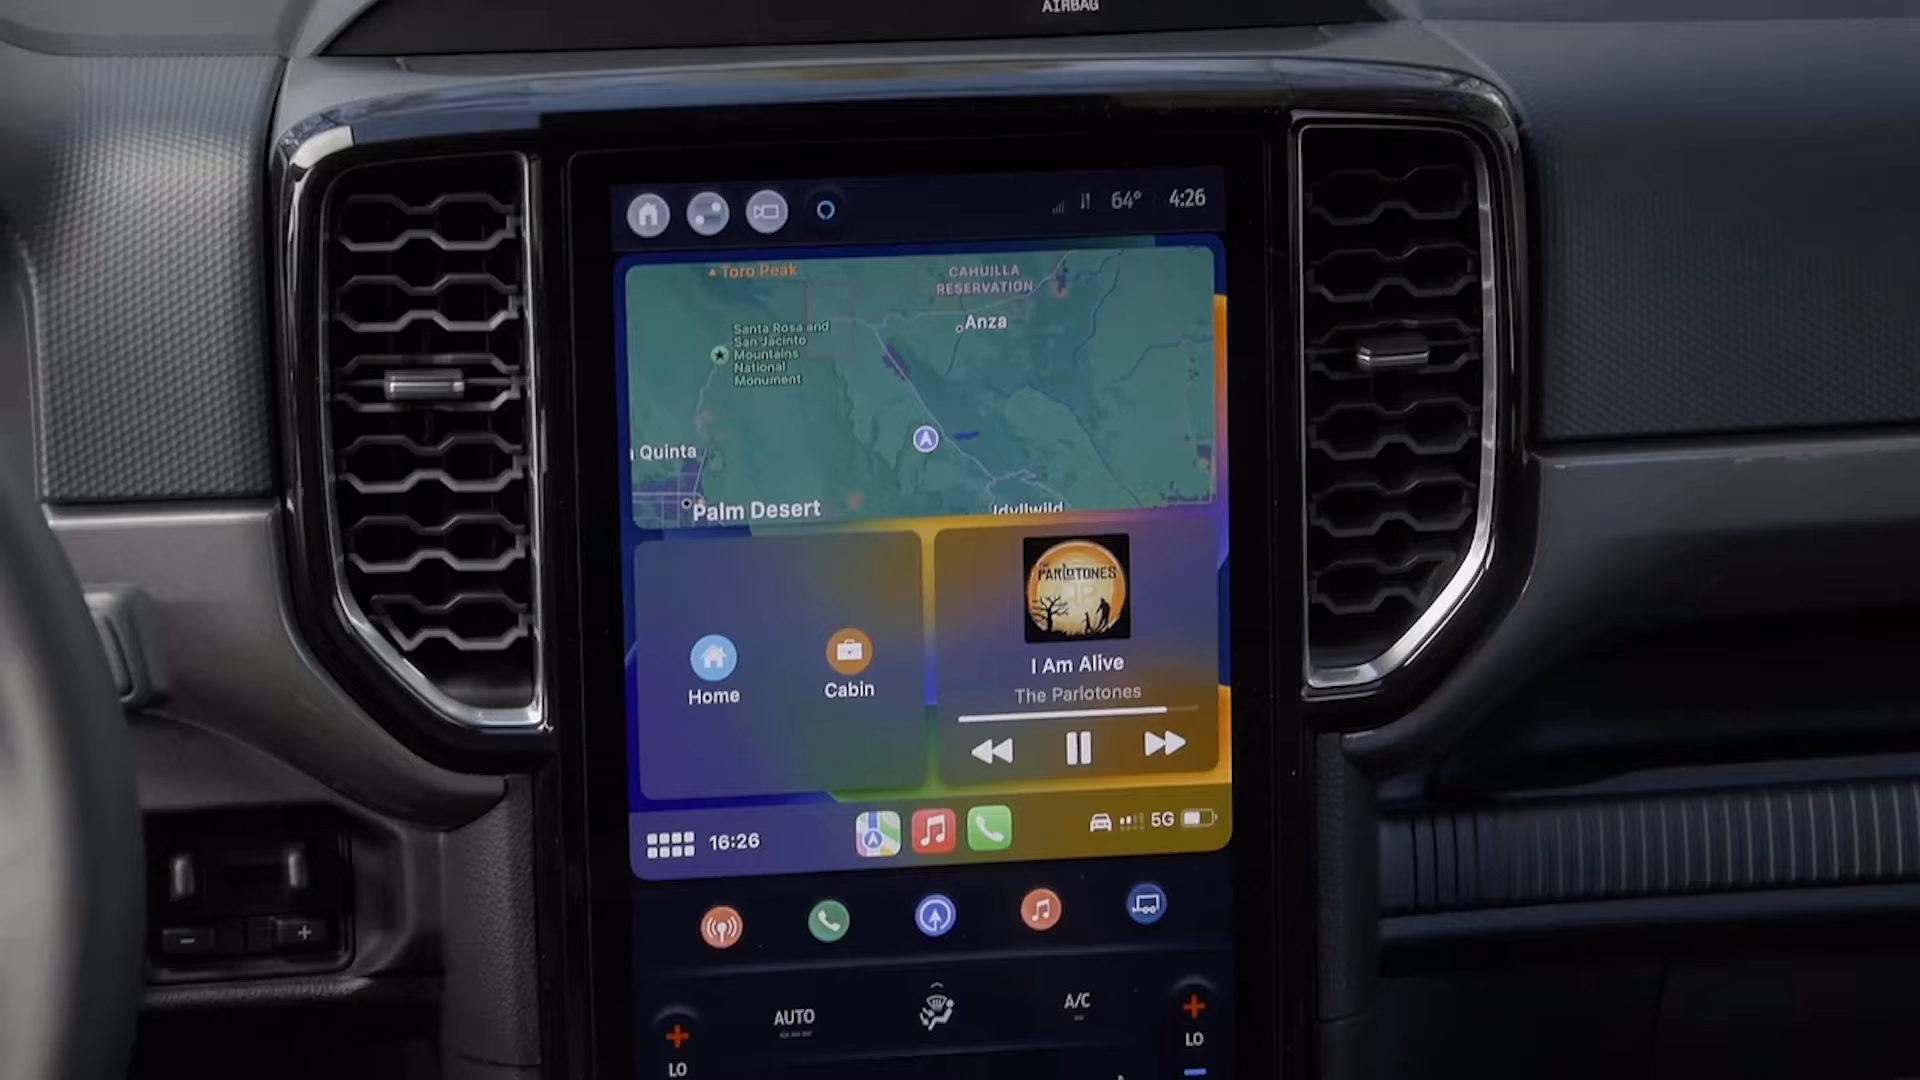 AIRBAG
64° 4:26
Toro Peak
CAHUILLA
RESERVATION
Anza
Santa Rosa and
San Jacinto
Mountains
National
Monument
Quinta
Palm Desert
Idyllwild
PARLOTONES
Home
Cabin
I Am Alive
The Parlotones
16:26
5G
AUTO
A/C
LO
LO